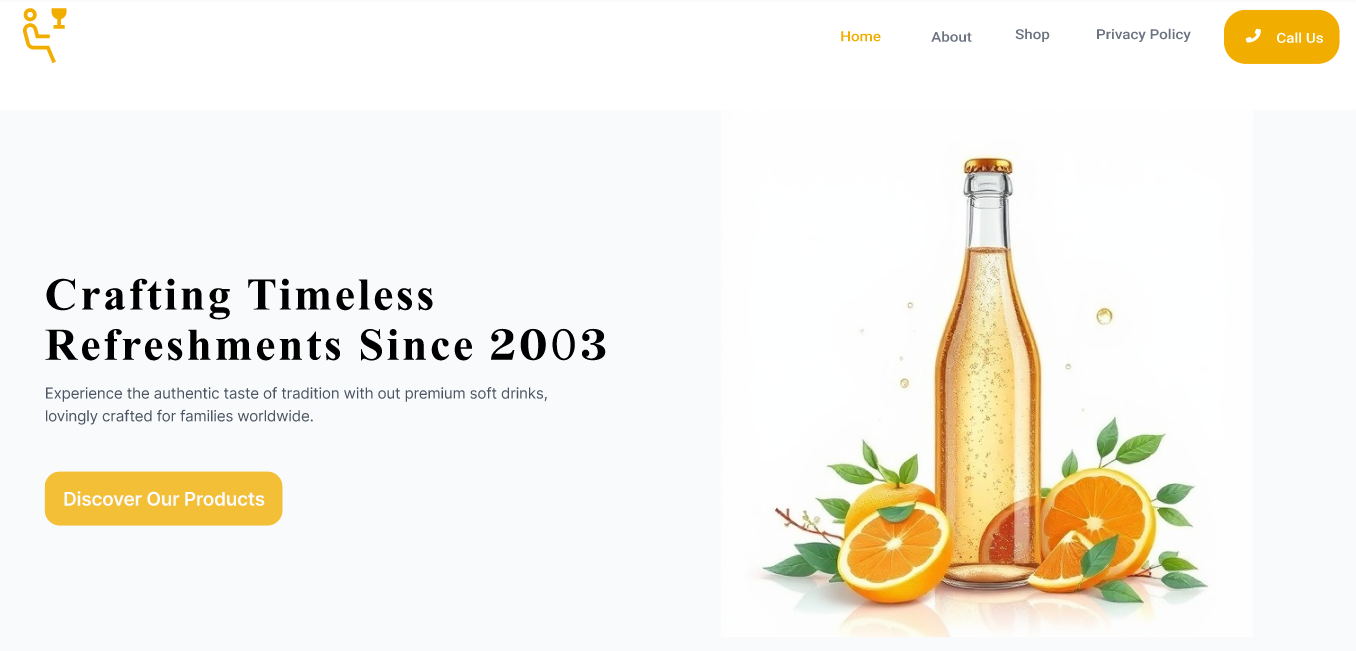 Home
About
Shop
Privacy Policy
Call Us
Crafting Timeless
Refreshments Since 2003
Experience the authentic taste of tradition with out premium soft drinks,
lovingly crafted for families worldwide.
Discover Our Products